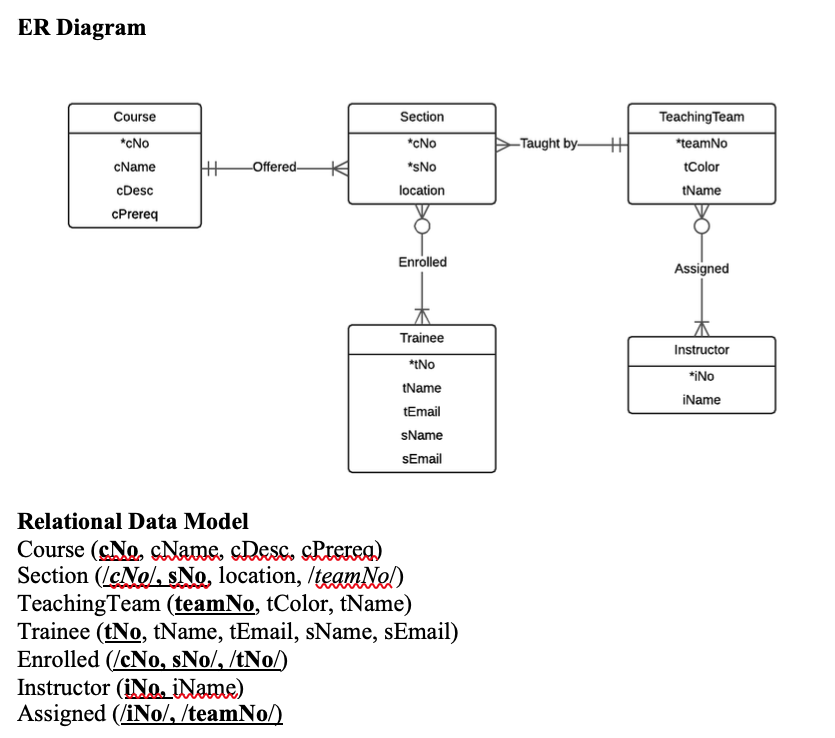 ER Diagram
Course
*cNo
cName
cDesc
cPrereq
Offered
Section
*cNo
*sNo
location
Taught by
TeachingTeam
*teamNo
tColor
tName
Enrolled
Assigned
Trainee
*tNo
tName
tEmail
sName
sEmail
Instructor
*iNo
iName
Relational Data Model
Course (cNo, cName, cDesc, cPrereq)
Section (/cNo/, sNo, location, /teamNo/)
TeachingTeam (teamNo, tColor, tName)
Trainee (tNo, tName, tEmail, sName, sEmail)
Enrolled (/cNo, sNo/, /tNo/)
Instructor (iNo, iName)
Assigned (/iNo/, /teamNo/)